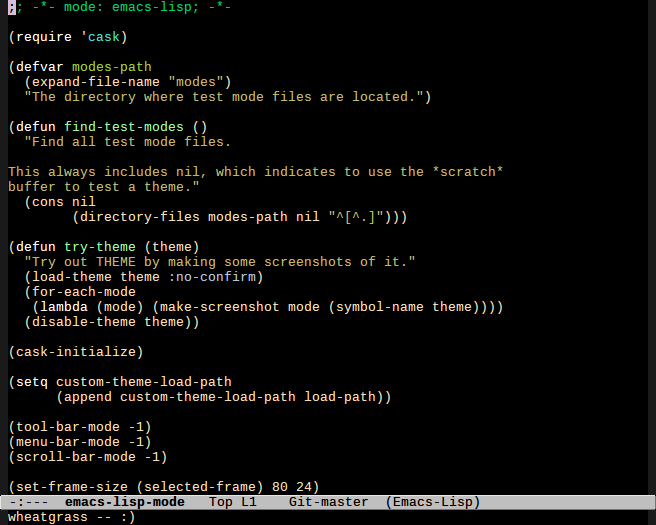 ;; -*- mode: emacs-lisp; -*-

(require 'cask)

(defvar modes-path
  (expand-file-name "modes")
  "The directory where test mode files are located.")

(defun find-test-modes ()
  "Find all test mode files.

This always includes nil, which indicates to use the *scratch*
buffer to test a theme."
  (cons nil
        (directory-files modes-path nil "^[^.]")))

(defun try-theme (theme)
  "Try out THEME by making some screenshots of it."
  (load-theme theme :no-confirm)
  (for-each-mode
   (lambda (mode) (make-screenshot mode (symbol-name theme))))
  (disable-theme theme))

(cask-initialize)

(setq custom-theme-load-path
      (append custom-theme-load-path load-path))

(tool-bar-mode -1)
(menu-bar-mode -1)
(scroll-bar-mode -1)

(set-frame-size (selected-frame) 80 24)
-:---  emacs-lisp-mode   Top L1    Git-master  (Emacs-Lisp)
wheatgrass -- :)